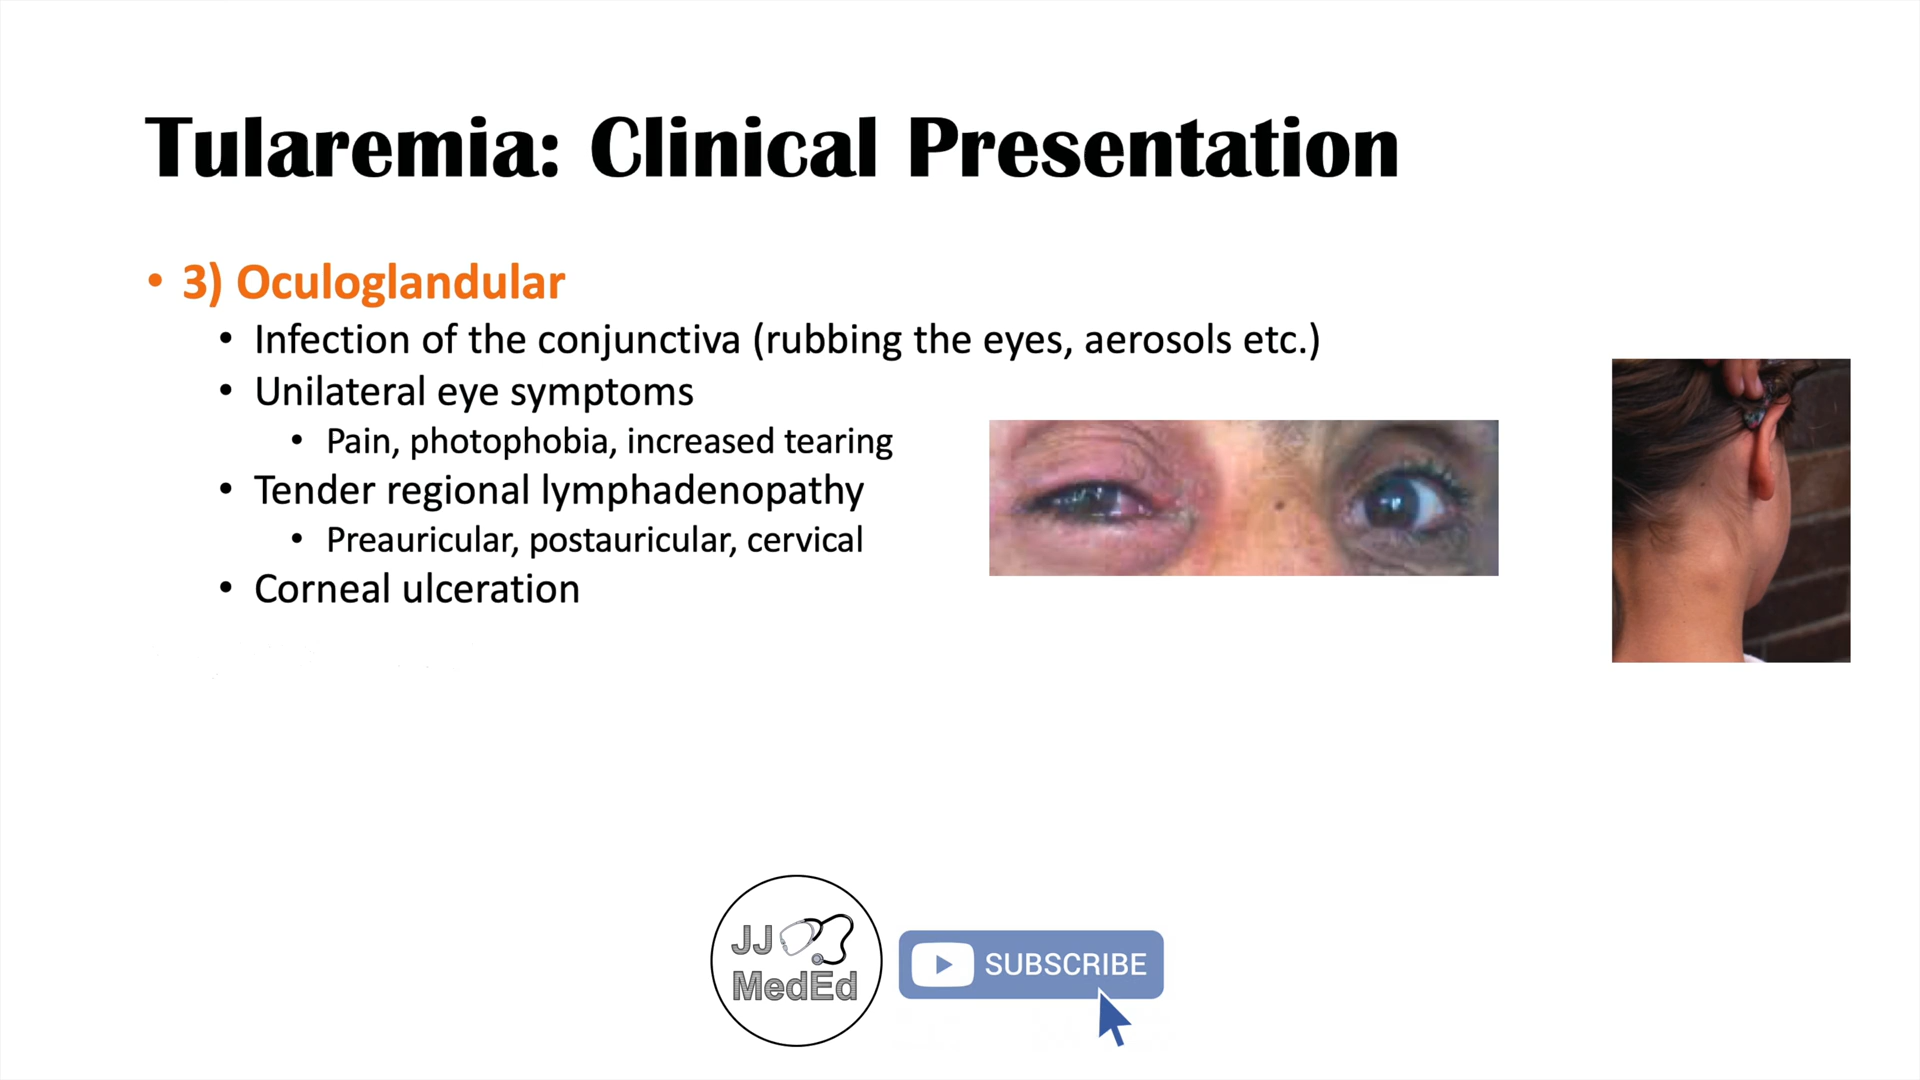 Tularemia: Clinical Presentation
• 3) Oculoglandular
• Infection of the conjunctiva (rubbing the eyes, aerosols etc.)
• Unilateral eye symptoms
• Pain, photophobia, increased tearing
• Tender regional lymphadenopathy
• Preauricular, postauricular, cervical
• Corneal ulceration
JJ
MedEd
SUBSCRIBE